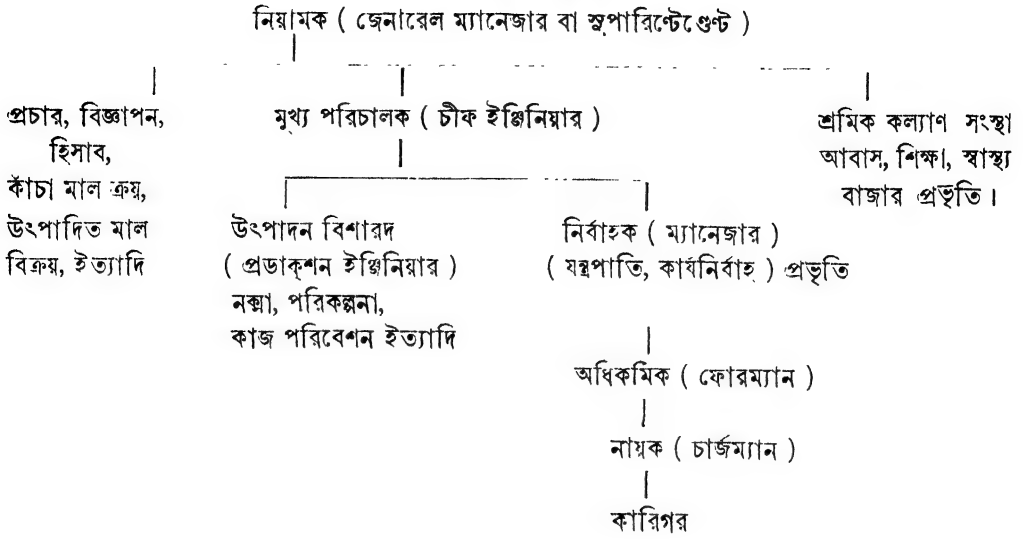 নিয়ামক ( জেনারেল ম্যানেজার বা সুপারিণ্টেণ্ডেণ্ট )
প্রচার, বিজ্ঞাপন,
হিসাব,
কাঁচা মাল ক্রয়,
উৎপাদিত মাল
বিক্রয়, ইত্যাদি
মুখ্য পরিচালক ( চীফ ইঞ্জিনিয়ার )
শ্রমিক কল্যাণ সংস্থা
আবাস, শিক্ষা, স্বাস্থ্য
বাজার প্রভৃতি।
উৎপাদন বিশারদ
( প্রডাক্‌শন ইঞ্জিনিয়ার )
নক্সা, পরিকল্পনা,
কাজ পরিবেশন ইত্যাদি
নির্বাহক ( ম্যানেজার )
( যন্ত্রপাতি, কার্যনির্বাহ ) প্রভৃতি
অধিকর্মিক ( ফোরম্যান )
নায়ক ( চার্জম্যান )
কারিগর